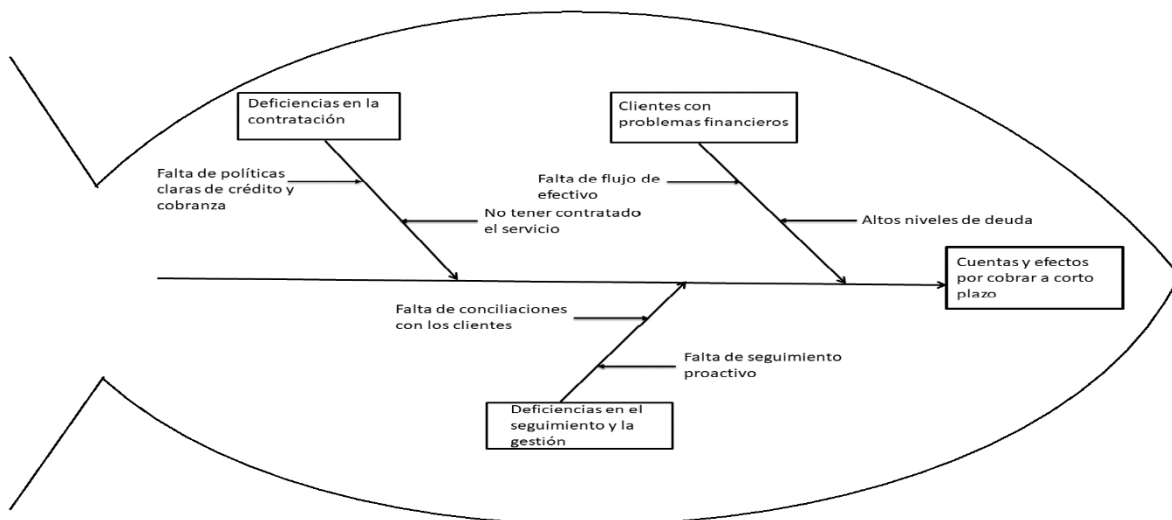 Deficiencias en la
contratación
Clientes con
problemas financieros
Falta de políticas
claras de crédito y
cobranza
No tener contratado
el servicio
Falta de flujo de
efectivo
Altos niveles de deuda
Cuentas y efectos
por cobrar a corto
plazo
Falta de conciliaciones
con los clientes
Falta de seguimiento
proactivo
Deficiencias en el
seguimiento y la
gestión